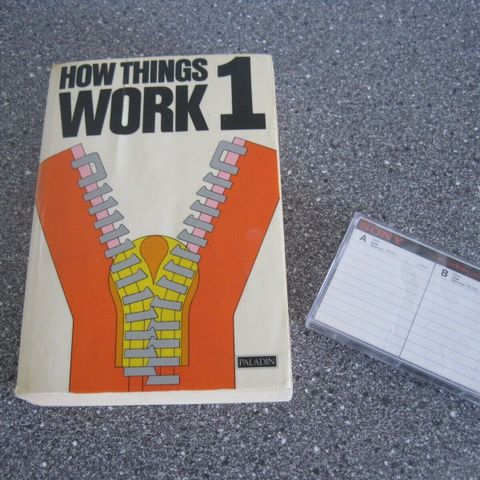 HOW THINGS
WORK 1
PALADIN
SONY
A
B